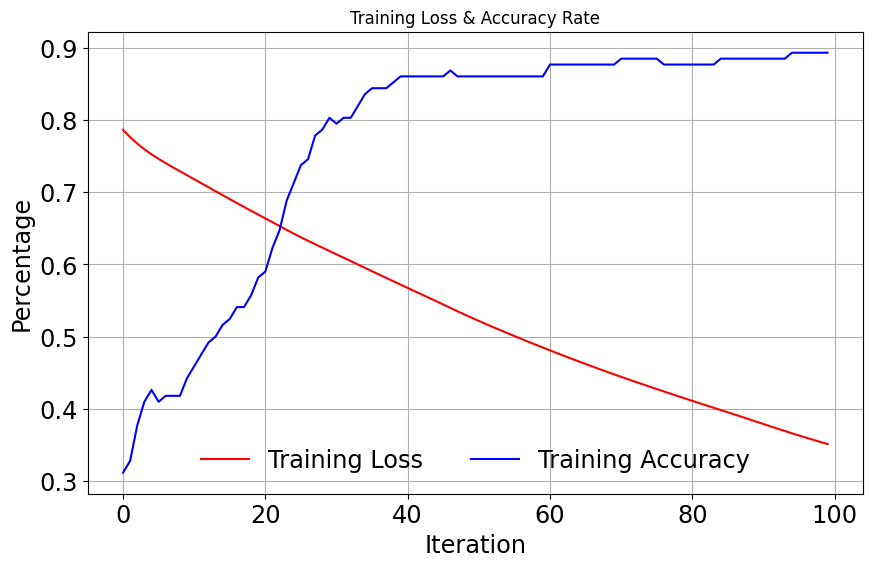 Training Loss & Accuracy Rate
0.9
0.8
0.7
0.6
0.5
0.4
0.3
Percentage
Training Loss
Training Accuracy
0 20 40 60 80 100
Iteration